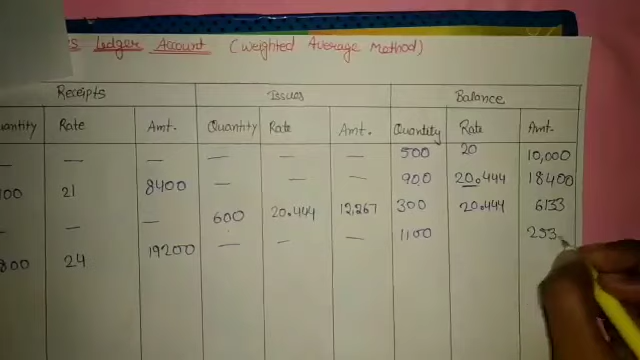 Ledger Account (Weighted Average Method)
Receipts Issues Balance
Rate Amt. Quantity Rate Amt. Quantity Rate Amt.
— — — — — — 500 20 10,000
21 8400 — — — 900 20.444 18400
— — — 600 20.444 12,267 300 20.444 6133
800 24 19200 — — — 1100 253